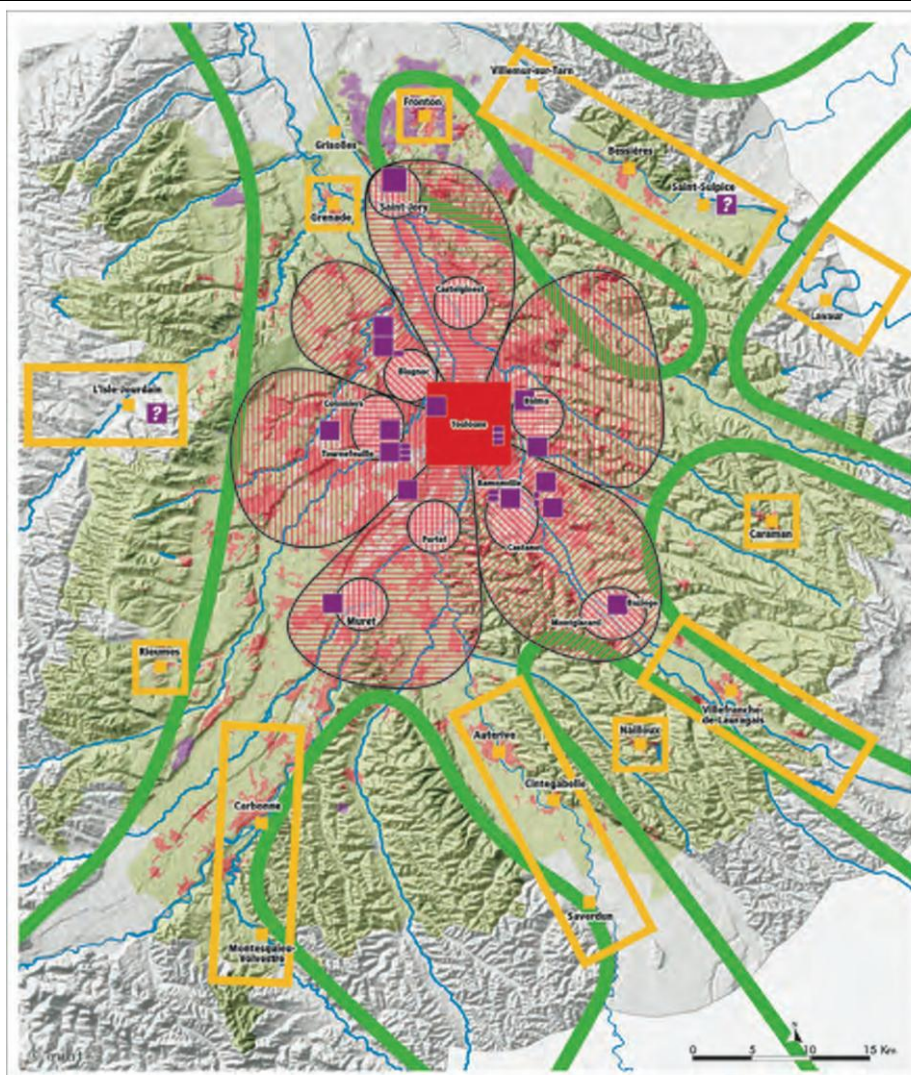 Villemur-sur-Tarn
Fronton
?
Grisolles
Bessières
Saint-Sulpice
?
Grenade
Saint-Jory
Castelginest
Lavaur
L'Isle-Jourdain
?
Blagnac
Colomiers
Toulouse
Balma
Tournefeuille
Ramonville
Caraman
Portet
Castanet
Muret
Baziège
Montgiscard
Rieumes
Villefranche-
de-Lauragais
Auterive
Nailloux
Cintegabelle
Carbonne
Saverdun
Montesquieu-
Volvestre
N
0 5 10 15 Km